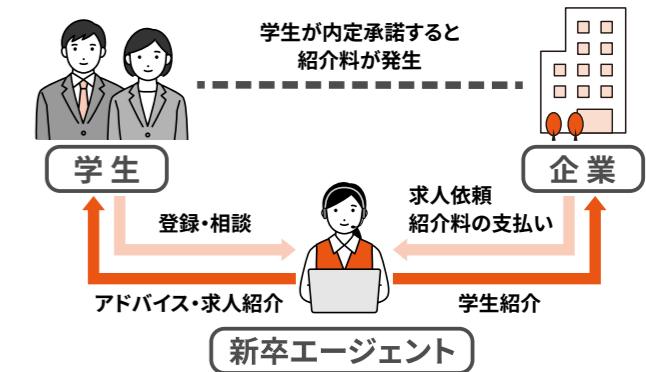 学生が内定承諾すると
紹介料が発生
学生
企業
登録・相談
求人依頼
紹介料の支払い
アドバイス・求人紹介
学生紹介
新卒エージェント